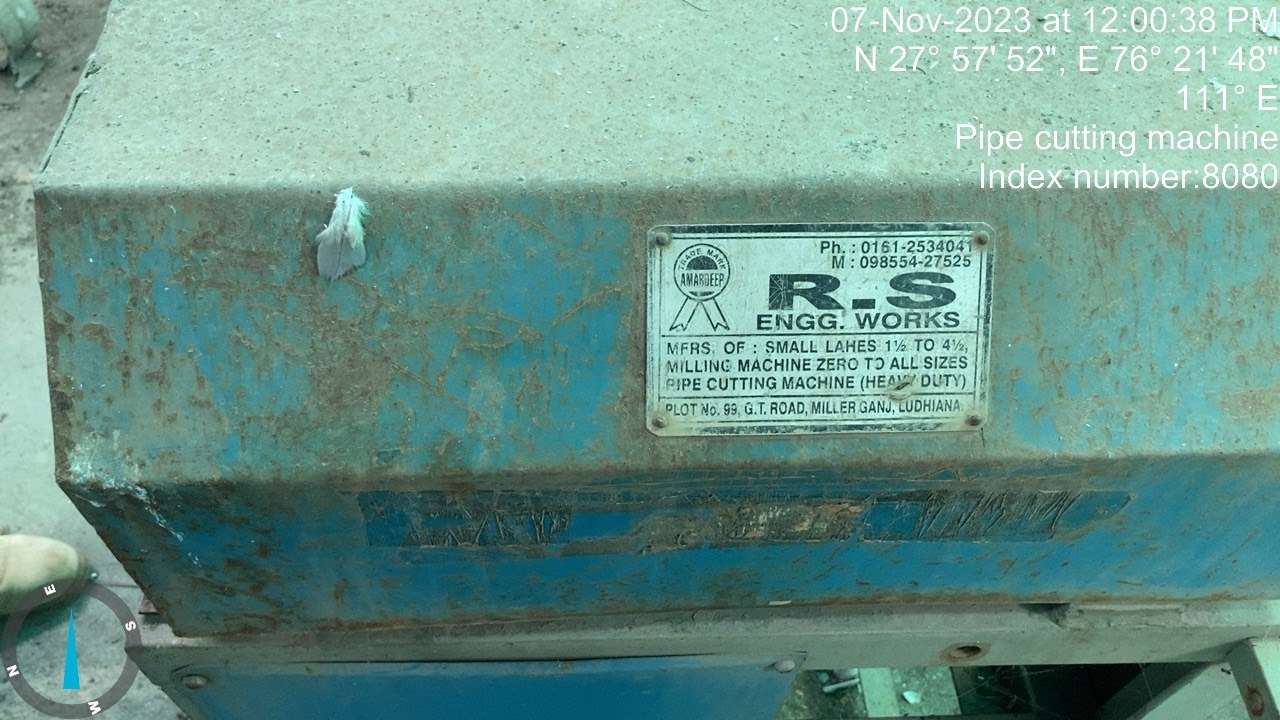 07-Nov-2023 at 12:00:38 PM
N 27° 57' 52", E 76° 21' 48"
111° E
Pipe cutting machine
Index number:8080
Ph. : 0161-2534041
M : 098554-27525
TRADE MARK
AMARDEEP
R.S
ENGG. WORKS
MFRS. OF : SMALL LAHES 1½ TO 4½,
MILLING MACHINE ZERO TO ALL SIZES
PIPE CUTTING MACHINE (HEAVY DUTY)
PLOT No. 99, G.T. ROAD, MILLER GANJ, LUDHIANA
E
S
N
W